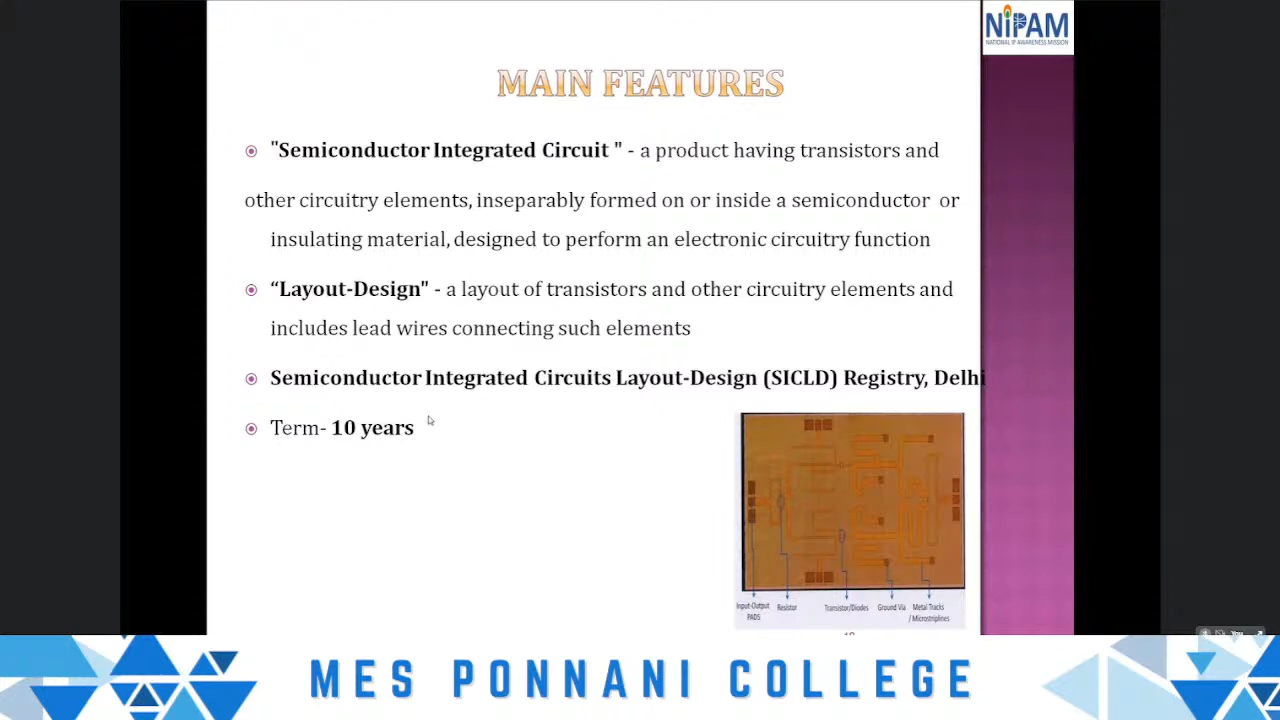 NiPAM
NATIONAL IP AWARENESS MISSION
MAIN FEATURES
"Semiconductor Integrated Circuit " - a product having transistors and
other circuitry elements, inseparably formed on or inside a semiconductor or
insulating material, designed to perform an electronic circuitry function
“Layout-Design" - a layout of transistors and other circuitry elements and
includes lead wires connecting such elements
Semiconductor Integrated Circuits Layout-Design (SICLD) Registry, Delhi
Term- 10 years
Input-Output
PADS
Resistor
Transistor/Diodes
Ground Via
Metal Tracks
/ Microstriplines
You
MES PONNANI COLLEGE